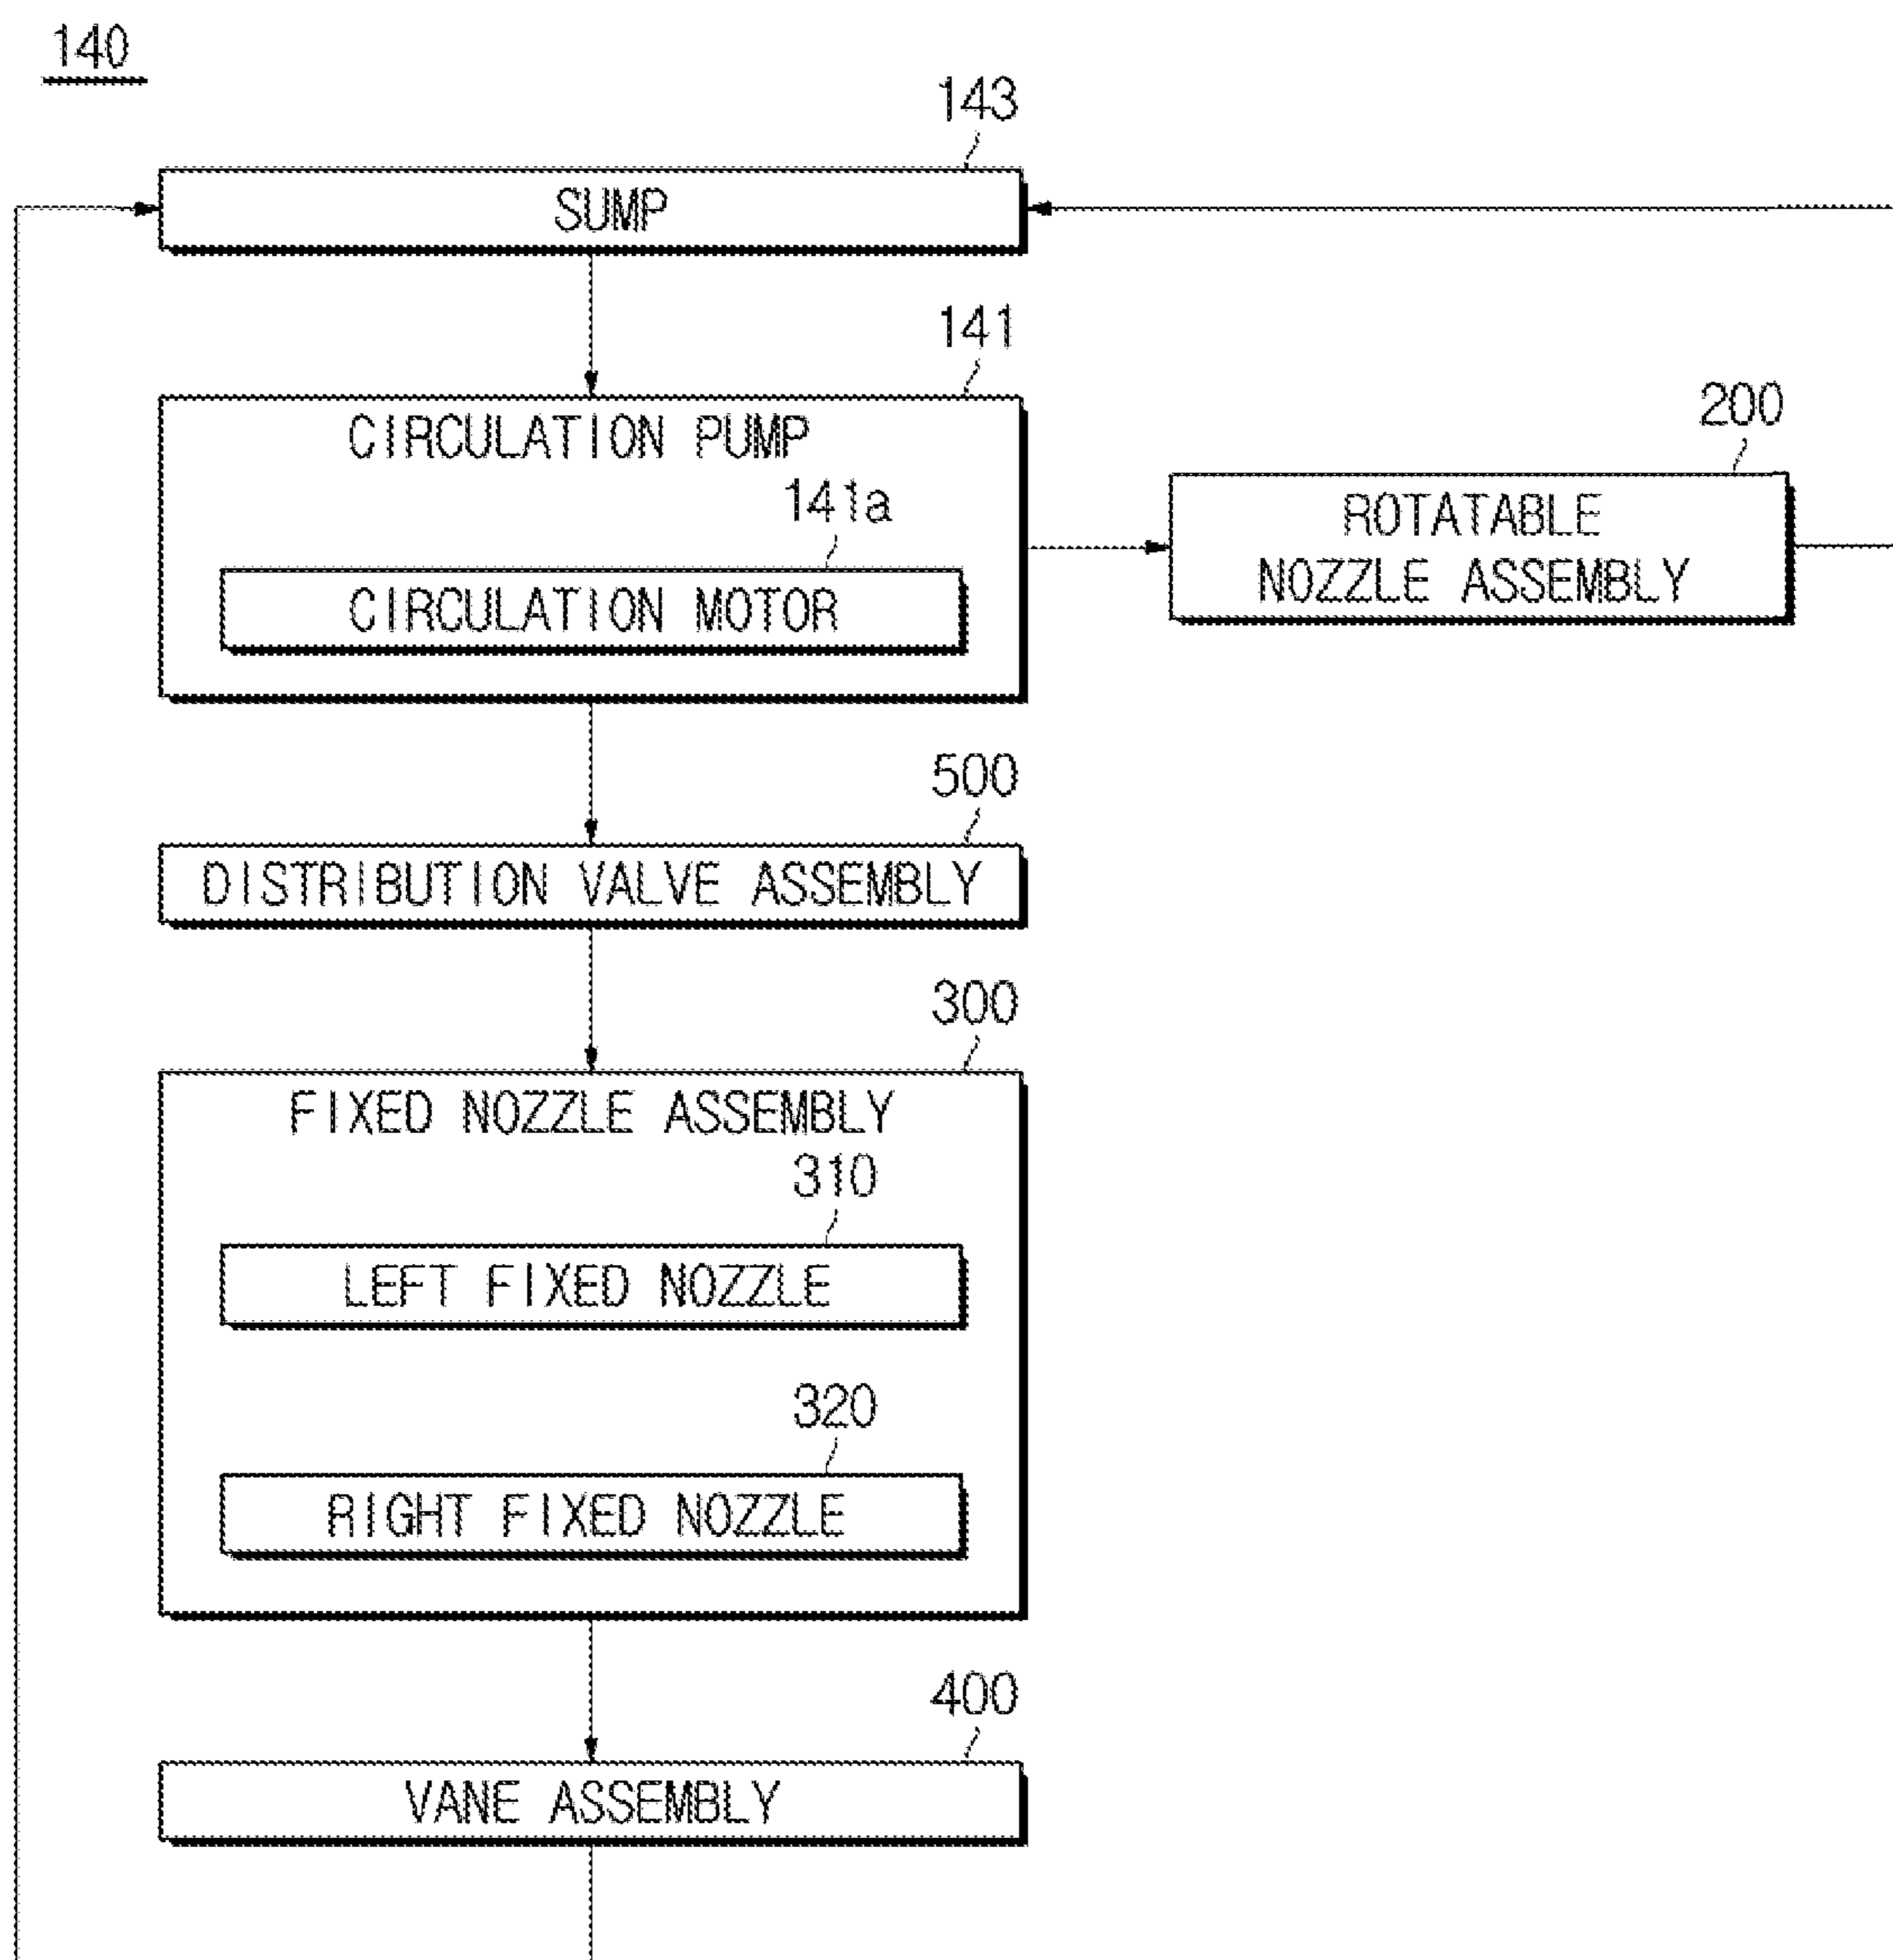 140
143
SUMP
141
CIRCULATION PUMP
141a
CIRCULATION MOTOR
200
ROTATABLE
NOZZLE ASSEMBLY
500
DISTRIBUTION VALVE ASSEMBLY
300
FIXED NOZZLE ASSEMBLY
310
LEFT FIXED NOZZLE
320
RIGHT FIXED NOZZLE
400
VANE ASSEMBLY